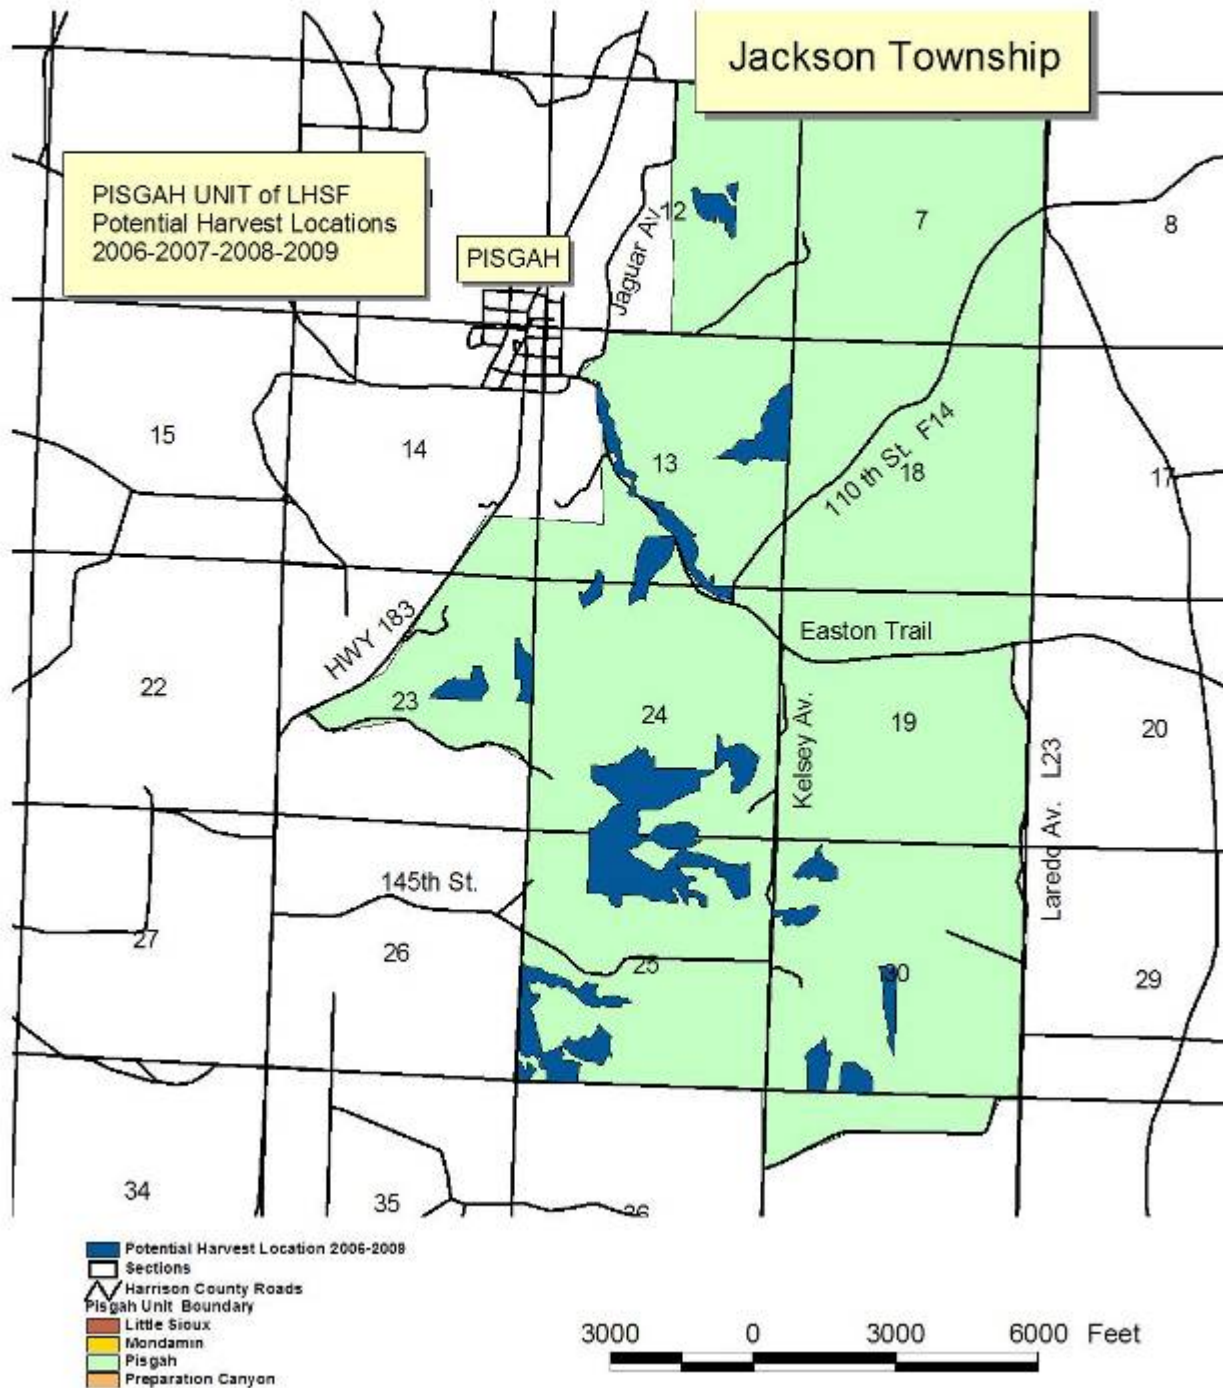 Jackson Township
PISGAH UNIT of LHSF
Potential Harvest Locations
2006-2007-2008-2009
PISGAH
Jaguar Av.
12
7
8
15
14
13
110 th St. F14
18
17
HWY 183
Easton Trail
22
23
24
Kelsey Av.
19
20
Laredo Av. L23
145th St.
27
26
25
30
29
34
35
36
Potential Harvest Location 2006-2009
Sections
Harrison County Roads
Pisgah Unit Boundary
Little Sioux
Mondamin
Pisgah
Preparation Canyon
3000 0 3000 6000 Feet